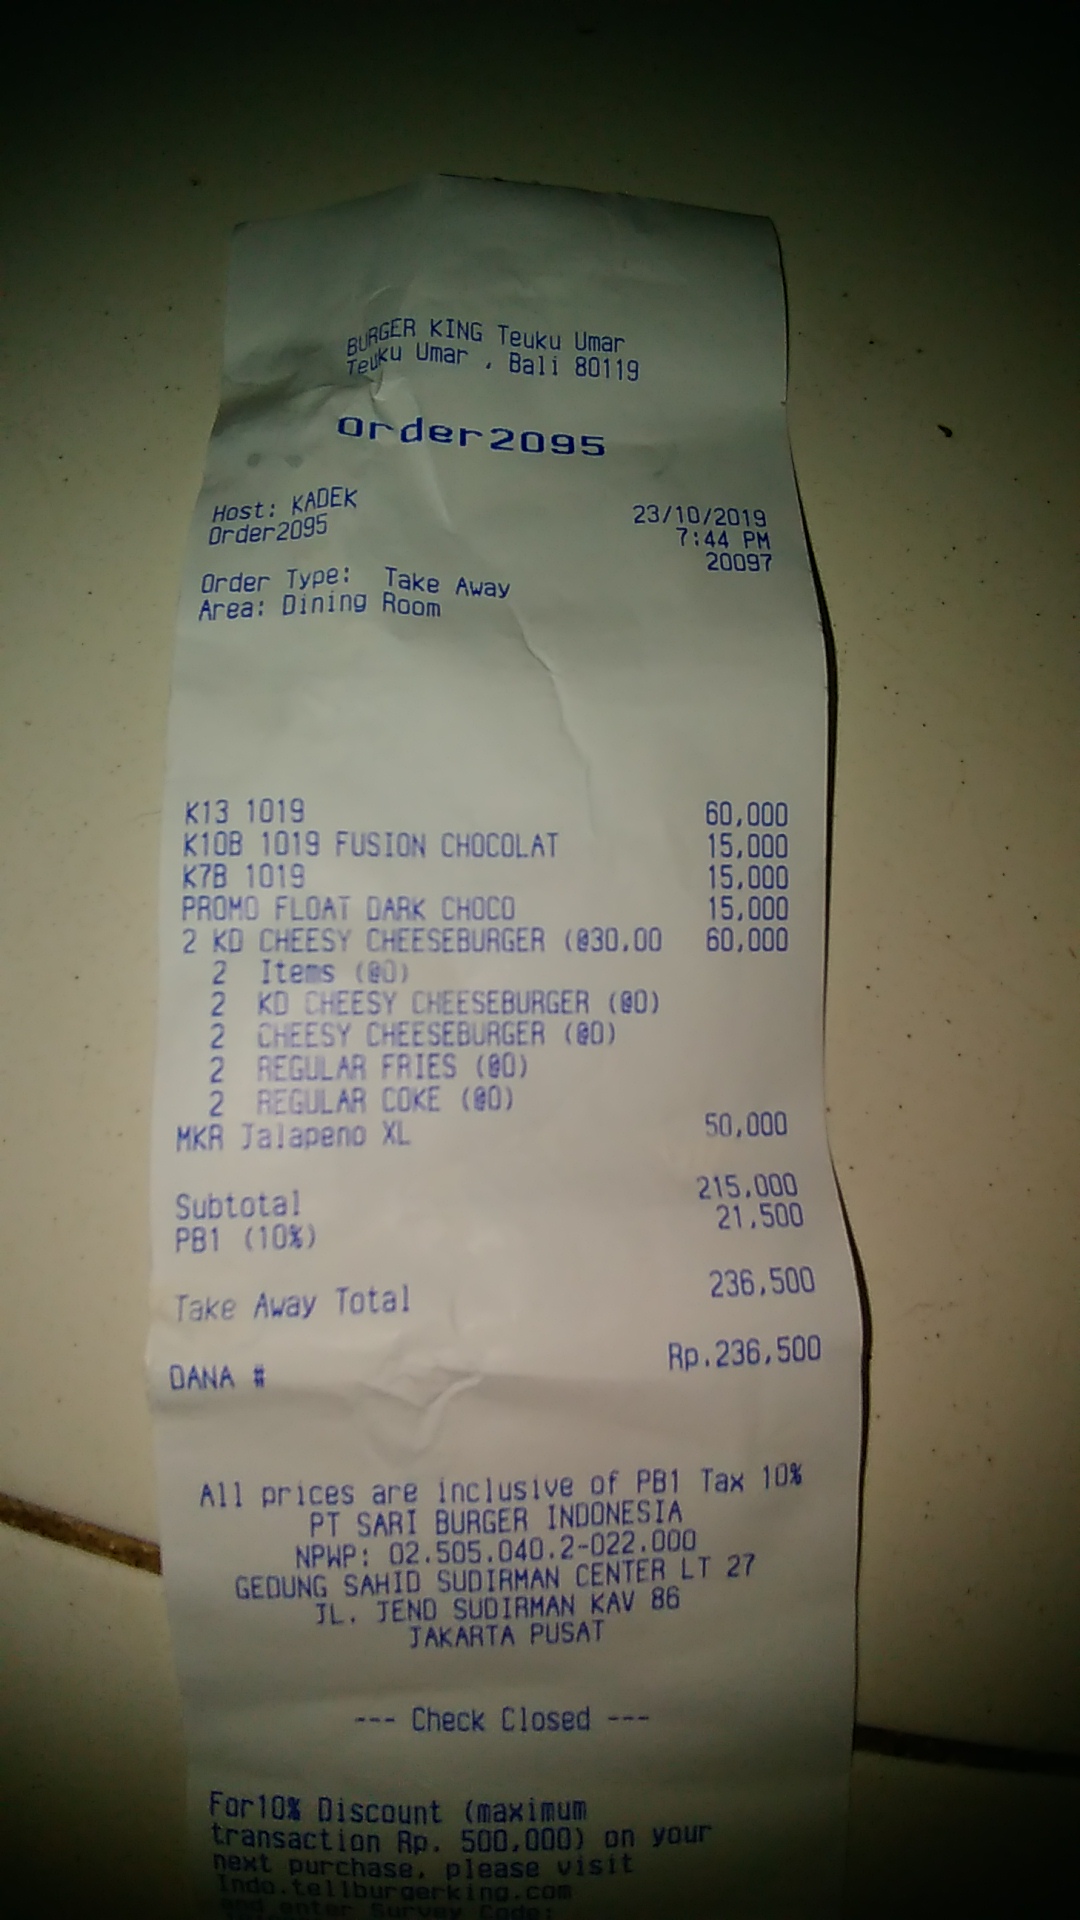 BURGER KING Teuku Umar
Teuku Umar , Bali 80119
Order2095
Host: KADEK
23/10/2019
Order2095
7:44 PM
20097
Order Type: Take Away
Area: Dining Room
K13 1019 60,000
K10B 1019 FUSION CHOCOLAT 15,000
K7B 1019 15,000
PROMO FLOAT DARK CHOCO 15,000
2 KD CHEESY CHEESEBURGER (@30,00 60,000
2 Items (@0)
2 KD CHEESY CHEESEBURGER (@0)
2 CHEESY CHEESEBURGER (@0)
2 REGULAR FRIES (@0)
2 REGULAR COKE (@0)
MKR Jalapeno XL 50,000
Subtotal 215,000
PB1 (10%) 21,500
Take Away Total 236,500
DANA # Rp.236,500
All prices are inclusive of PB1 Tax 10%
PT SARI BURGER INDONESIA
NPWP: 02.505.040.2-022.000
GEDUNG SAHID SUDIRMAN CENTER LT 27
JL. JEND SUDIRMAN KAV 86
JAKARTA PUSAT
--- Check Closed ---
For10% Discount (maximum
transaction Rp. 500,000) on your
next purchase, please visit
Indo.tellburgerking.com
and enter Survey Code: